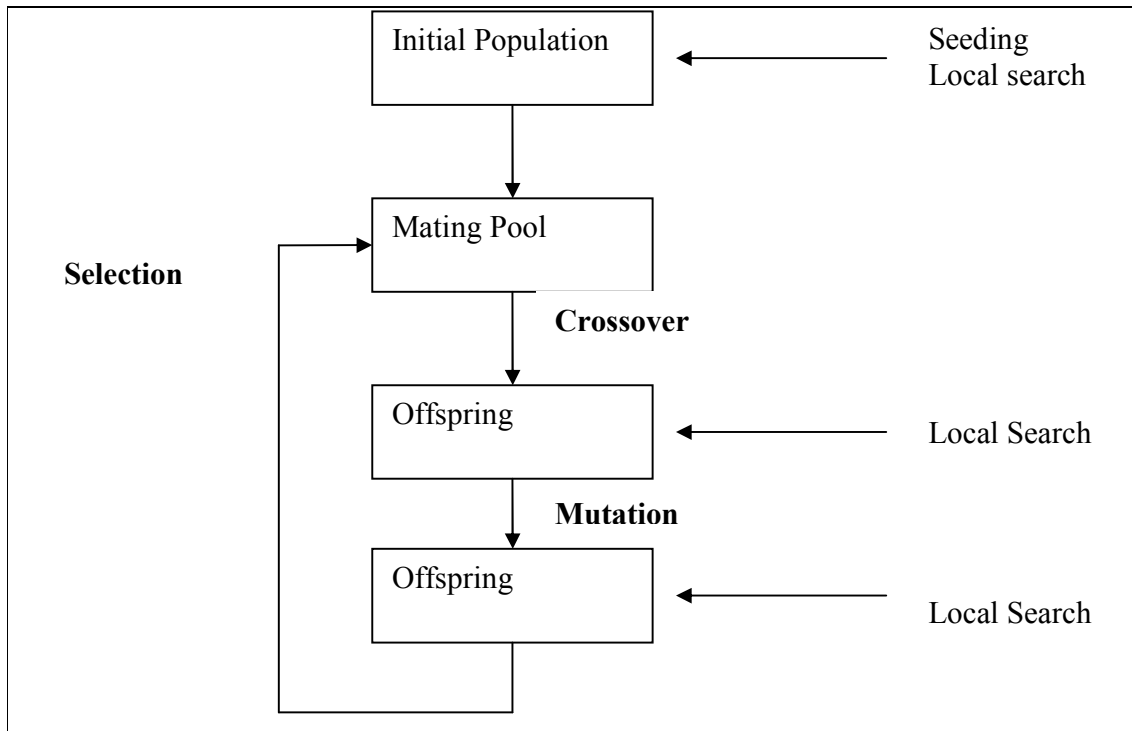 Initial Population
Seeding
Local search
Mating Pool
Selection
Crossover
Offspring
Local Search
Mutation
Offspring
Local Search